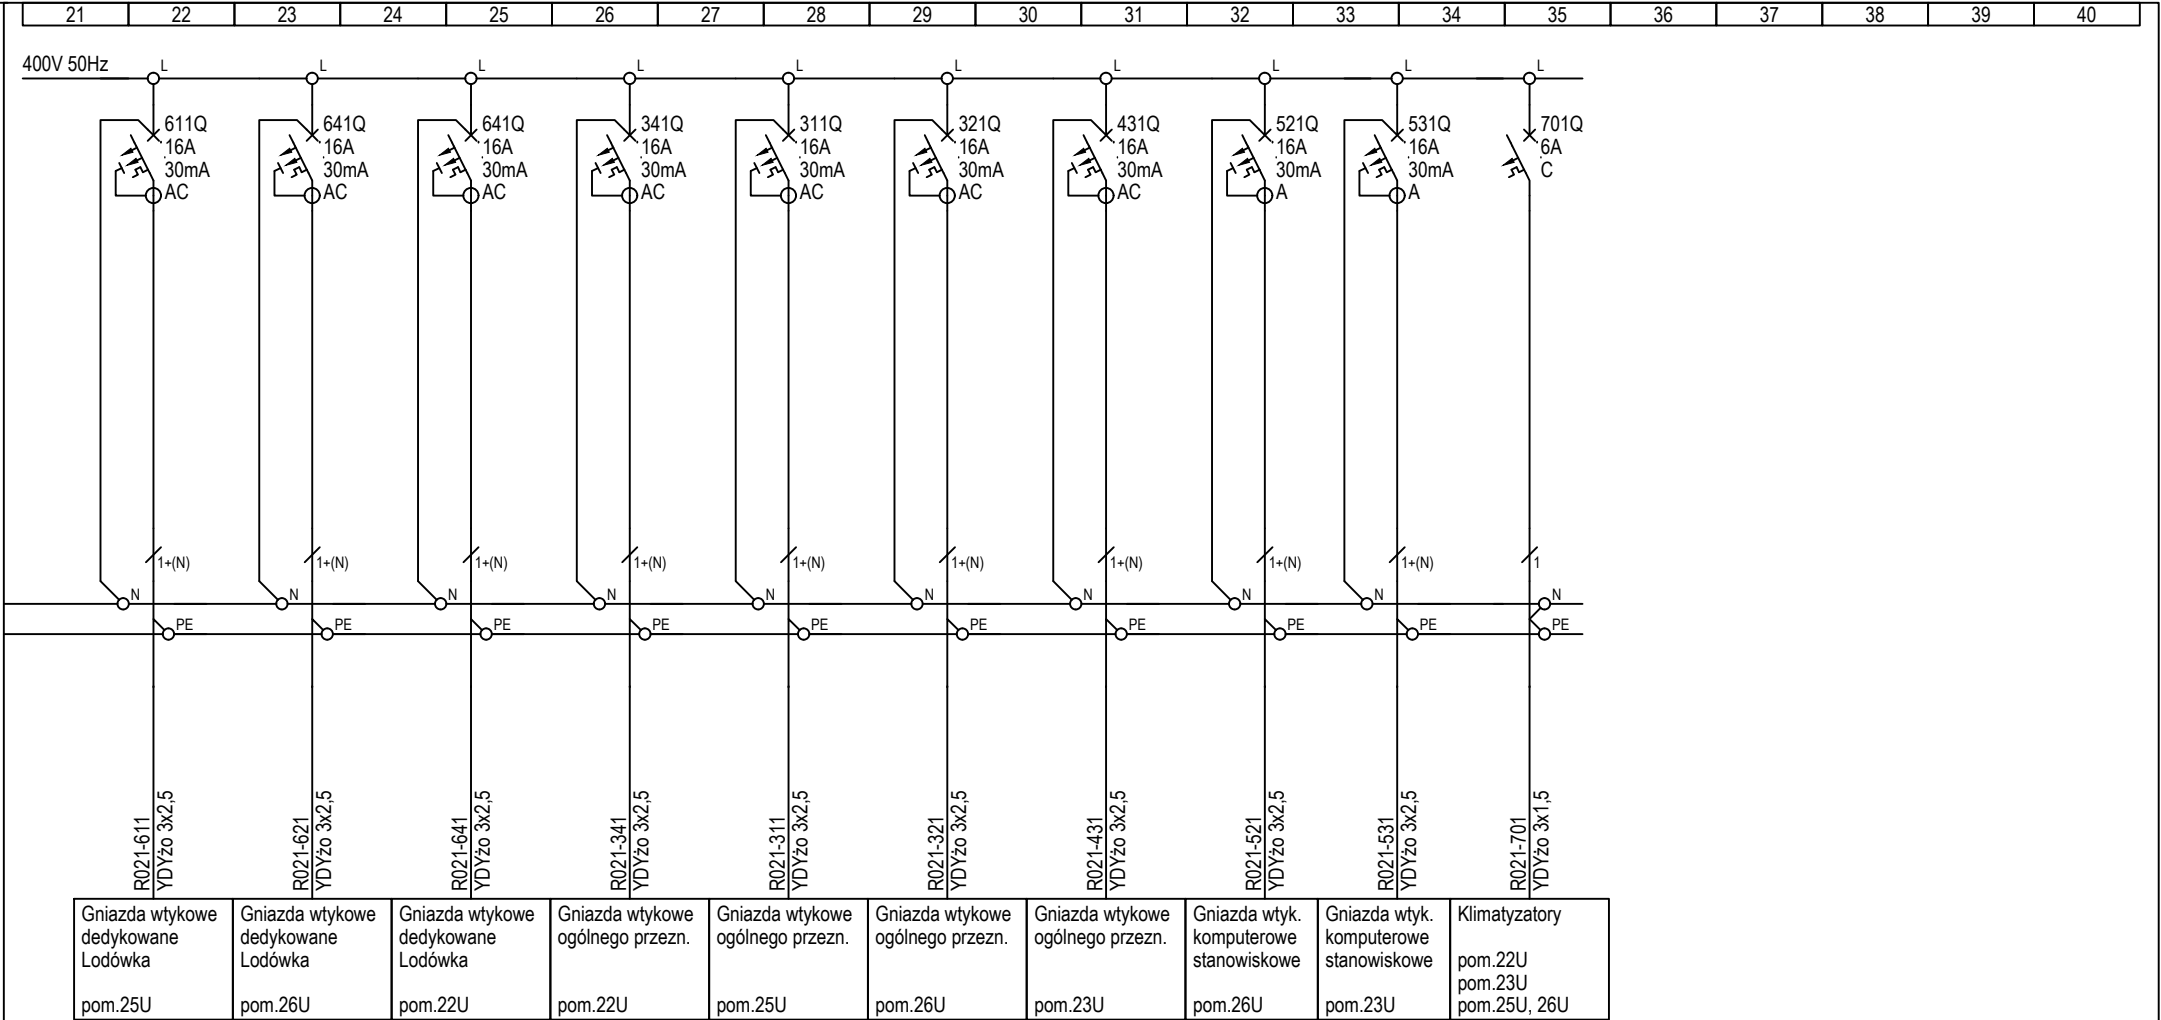 21 22 23 24 25 26 27 28 29 30 31 32 33 34 35 36 37 38 39 40
400V 50Hz
L L L L L L L L L L
611Q 641Q 641Q 341Q 311Q 321Q 431Q 521Q 531Q 701Q
16A 16A 16A 16A 16A 16A 16A 16A 16A 6A
30mA 30mA 30mA 30mA 30mA 30mA 30mA 30mA 30mA C
AC AC AC AC AC AC AC A A
1+(N) 1+(N) 1+(N) 1+(N) 1+(N) 1+(N) 1+(N) 1+(N) 1+(N) 1
N N N N N N N N N N
PE PE PE PE PE PE PE PE PE PE
R021-611
YDYżo 3x2,5
R021-621
YDYżo 3x2,5
R021-641
YDYżo 3x2,5
R021-341
YDYżo 3x2,5
R021-311
YDYżo 3x2,5
R021-321
YDYżo 3x2,5
R021-431
YDYżo 3x2,5
R021-521
YDYżo 3x2,5
R021-531
YDYżo 3x2,5
R021-701
YDYżo 3x1,5
Gniazda wtykowe
dedykowane
Lodówka
pom.25U
Gniazda wtykowe
dedykowane
Lodówka
pom.26U
Gniazda wtykowe
dedykowane
Lodówka
pom.22U
Gniazda wtykowe
ogólnego przezn.
pom.22U
Gniazda wtykowe
ogólnego przezn.
pom.25U
Gniazda wtykowe
ogólnego przezn.
pom.26U
Gniazda wtykowe
ogólnego przezn.
pom.23U
Gniazda wtyk.
komputerowe
stanowiskowe
pom.26U
Gniazda wtyk.
komputerowe
stanowiskowe
pom.23U
Klimatyzatory
pom.22U
pom.23U
pom.25U, 26U